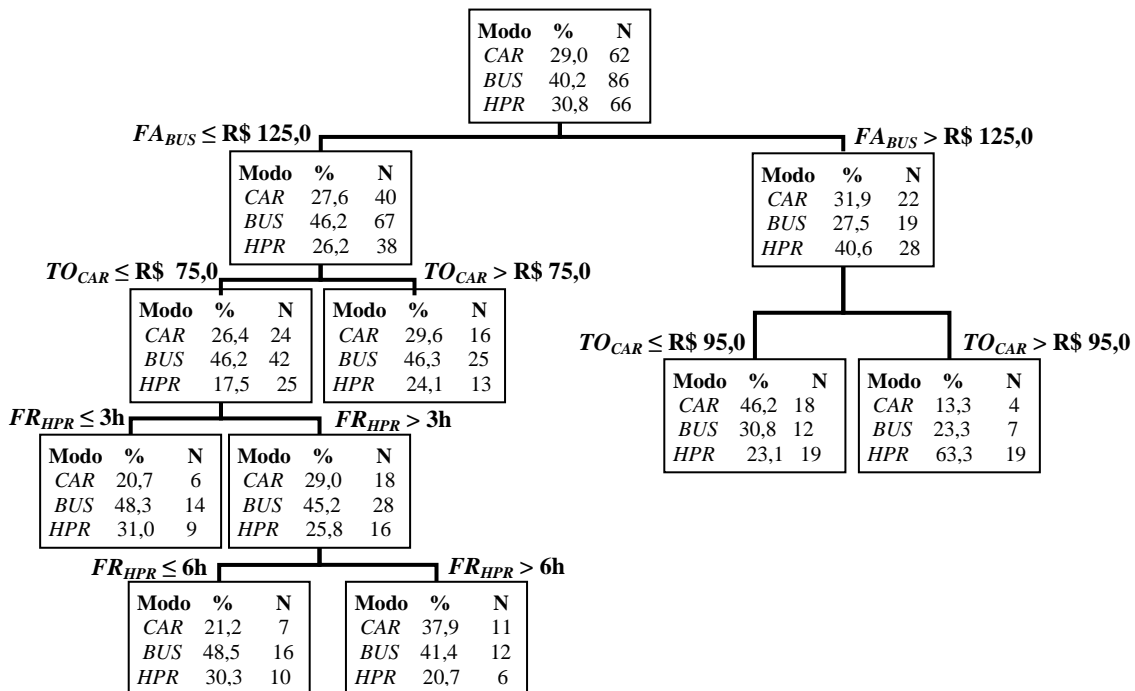 Modo % N
CAR 29,0 62
BUS 40,2 86
HPR 30,8 66
FA_BUS ≤ R$ 125,0
FA_BUS > R$ 125,0
Modo % N
CAR 27,6 40
BUS 46,2 67
HPR 26,2 38
Modo % N
CAR 31,9 22
BUS 27,5 19
HPR 40,6 28
TO_CAR ≤ R$ 75,0
TO_CAR > R$ 75,0
Modo % N
CAR 26,4 24
BUS 46,2 42
HPR 17,5 25
Modo % N
CAR 29,6 16
BUS 46,3 25
HPR 24,1 13
TO_CAR ≤ R$ 95,0
TO_CAR > R$ 95,0
Modo % N
CAR 46,2 18
BUS 30,8 12
HPR 23,1 19
Modo % N
CAR 13,3 4
BUS 23,3 7
HPR 63,3 19
FR_HPR ≤ 3h
FR_HPR > 3h
Modo % N
CAR 20,7 6
BUS 48,3 14
HPR 31,0 9
Modo % N
CAR 29,0 18
BUS 45,2 28
HPR 25,8 16
FR_HPR ≤ 6h
FR_HPR > 6h
Modo % N
CAR 21,2 7
BUS 48,5 16
HPR 30,3 10
Modo % N
CAR 37,9 11
BUS 41,4 12
HPR 20,7 6